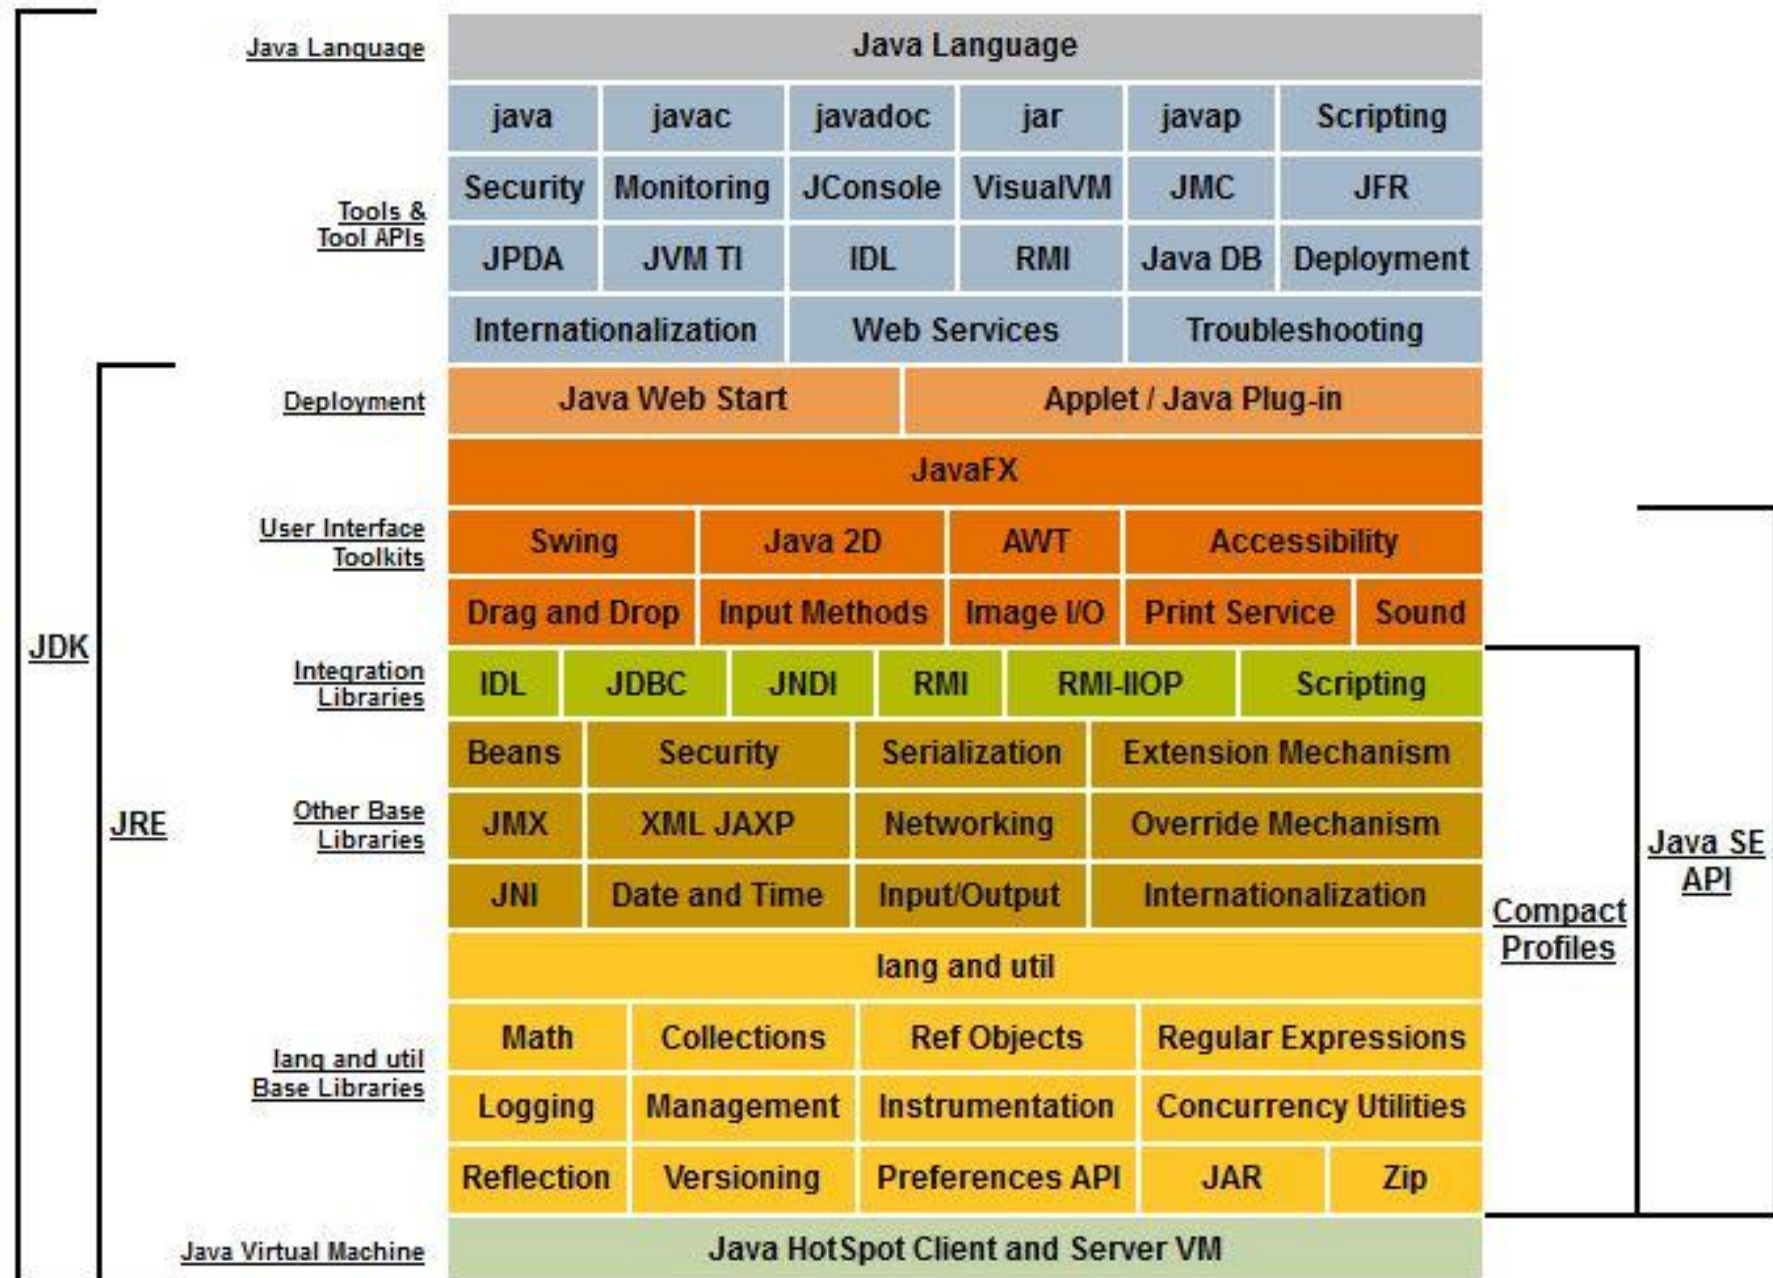 Java Language
Java Language
java javac javadoc jar javap Scripting
Security Monitoring JConsole VisualVM JMC JFR
Tools &
Tool APIs
JPDA JVM TI IDL RMI Java DB Deployment
Internationalization Web Services Troubleshooting
Deployment
Java Web Start Applet / Java Plug-in
JavaFX
User Interface
Toolkits
Swing Java 2D AWT Accessibility
Drag and Drop Input Methods Image I/O Print Service Sound
JDK
Integration
Libraries
IDL JDBC JNDI RMI RMI-IIOP Scripting
Beans Security Serialization Extension Mechanism
JRE
Other Base
Libraries
JMX XML JAXP Networking Override Mechanism
Java SE
API
JNI Date and Time Input/Output Internationalization
Compact
Profiles
lang and util
Math Collections Ref Objects Regular Expressions
lang and util
Base Libraries
Logging Management Instrumentation Concurrency Utilities
Reflection Versioning Preferences API JAR Zip
Java Virtual Machine
Java HotSpot Client and Server VM